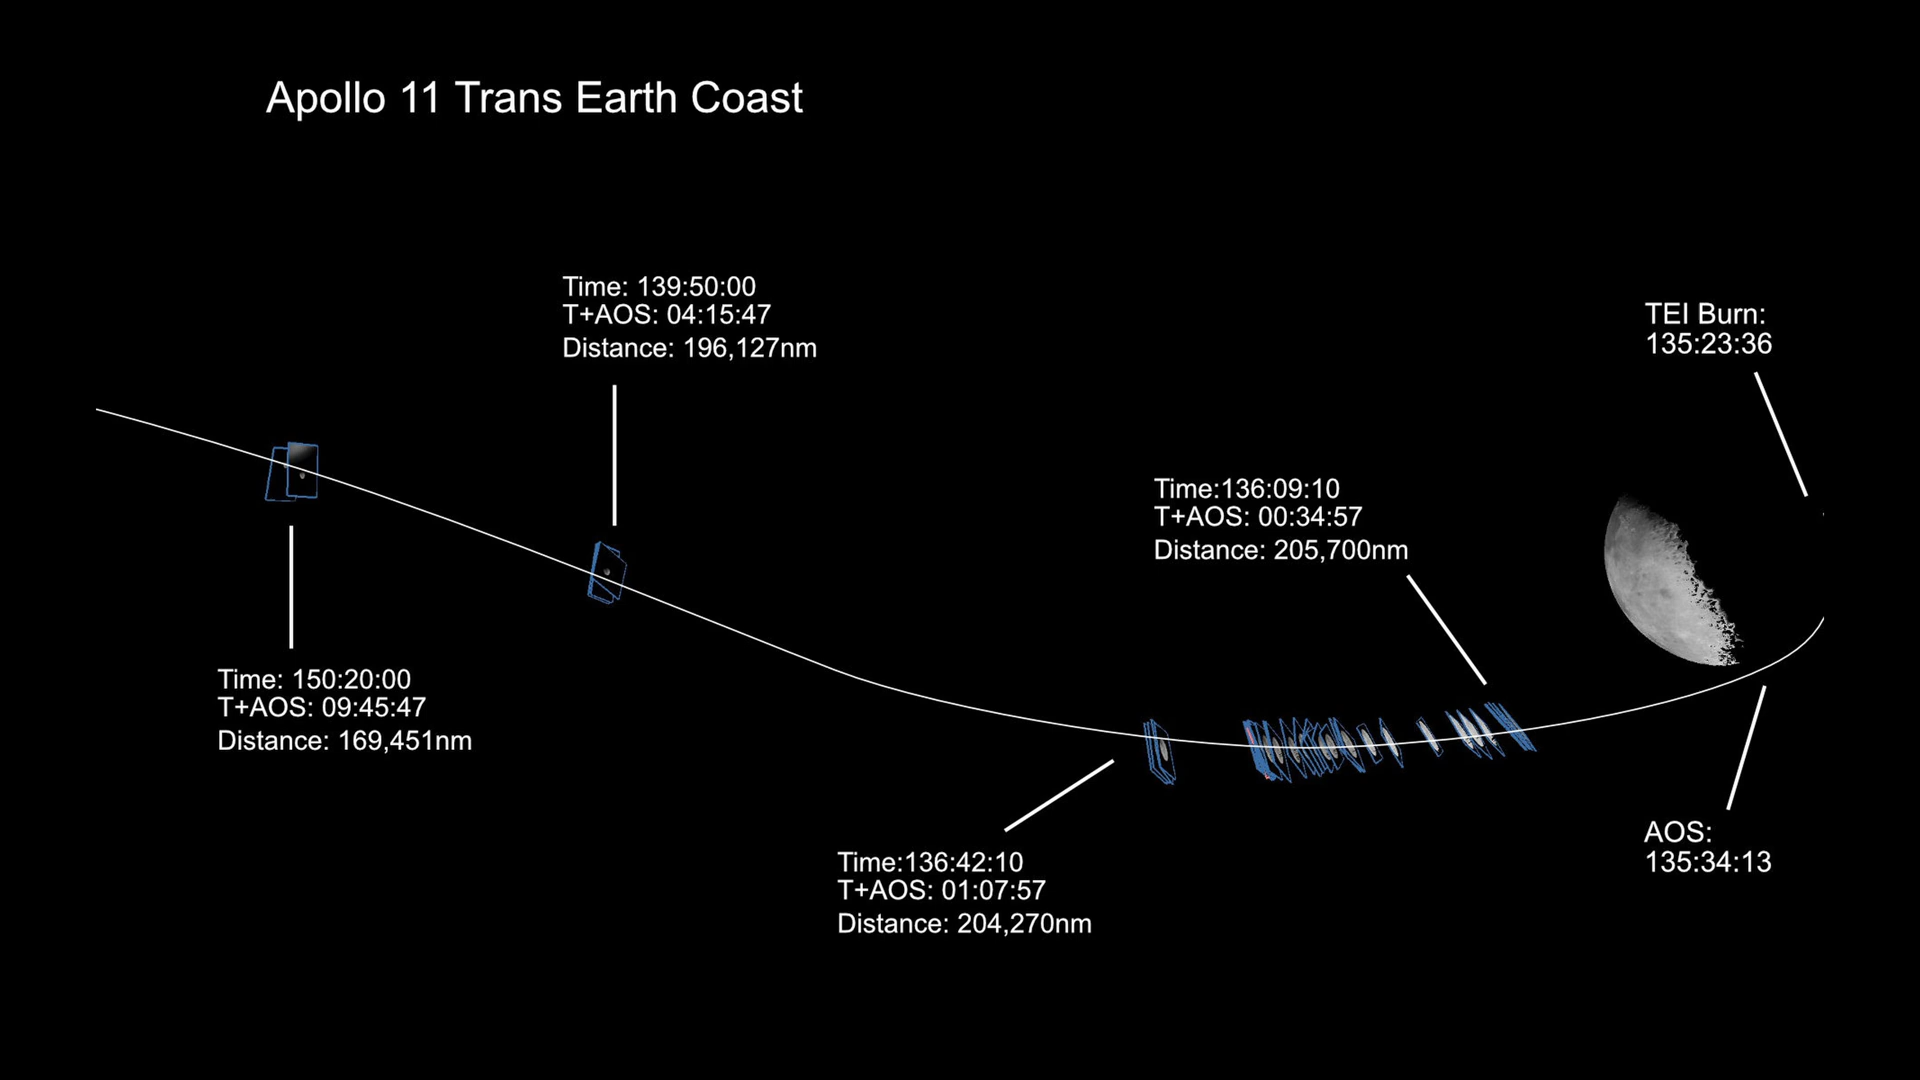 Apollo 11 Trans Earth Coast
Time: 139:50:00
T+AOS: 04:15:47
Distance: 196,127nm
TEI Burn:
135:23:36
Time:136:09:10
T+AOS: 00:34:57
Distance: 205,700nm
Time: 150:20:00
T+AOS: 09:45:47
Distance: 169,451nm
Time:136:42:10
T+AOS: 01:07:57
Distance: 204,270nm
AOS:
135:34:13